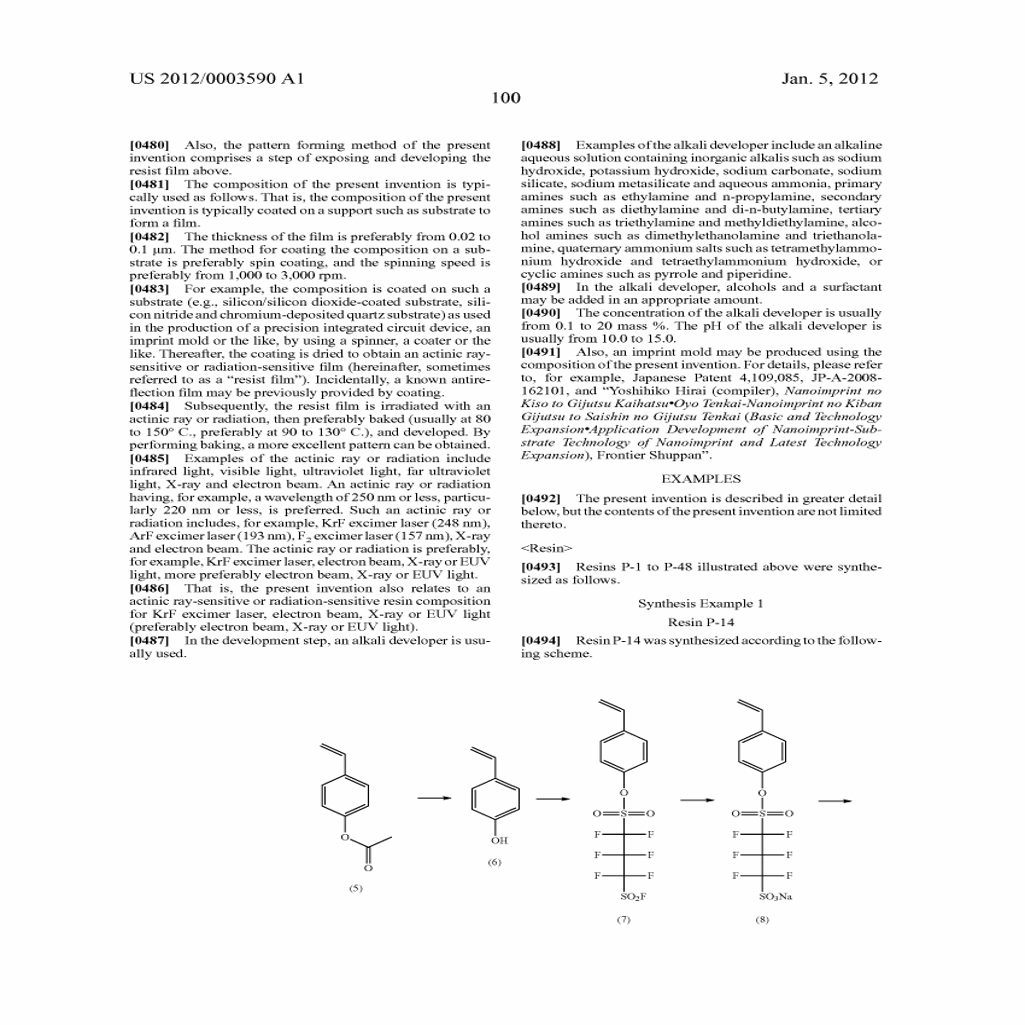 US 2012/0003590 A1
Jan. 5, 2012
100
[0480] Also, the pattern forming method of the present
invention comprises a step of exposing and developing the
resist film above.
[0481] The composition of the present invention is typi-
cally used as follows. That is, the composition of the present
invention is typically coated on a support such as substrate to
form a film.
[0482] The thickness of the film is preferably from 0.02 to
0.1 μm. The method for coating the composition on a sub-
strate is preferably spin coating, and the spinning speed is
preferably from 1,000 to 3,000 rpm.
[0483] For example, the composition is coated on such a
substrate (e.g., silicon/silicon dioxide-coated substrate, sili-
con nitride and chromium-deposited quartz substrate) as used
in the production of a precision integrated circuit device, an
imprint mold or the like, by using a spinner, a coater or the
like. Thereafter, the coating is dried to obtain an actinic ray-
sensitive or radiation-sensitive film (hereinafter, sometimes
referred to as a “resist film”). Incidentally, a known antire-
flection film may be previously provided by coating.
[0484] Subsequently, the resist film is irradiated with an
actinic ray or radiation, then preferably baked (usually at 80
to 150° C., preferably at 90 to 130° C.), and developed. By
performing baking, a more excellent pattern can be obtained.
[0485] Examples of the actinic ray or radiation include
infrared light, visible light, ultraviolet light, far ultraviolet
light, X-ray and electron beam. An actinic ray or radiation
having, for example, a wavelength of 250 nm or less, particu-
larly 220 nm or less, is preferred. Such an actinic ray or
radiation includes, for example, KrF excimer laser (248 nm),
ArF excimer laser (193 nm), F2 excimer laser (157 nm), X-ray
and electron beam. The actinic ray or radiation is preferably,
for example, KrF excimer laser, electron beam, X-ray or EUV
light, more preferably electron beam, X-ray or EUV light.
[0486] That is, the present invention also relates to an
actinic ray-sensitive or radiation-sensitive resin composition
for KrF excimer laser, electron beam, X-ray or EUV light
(preferably electron beam, X-ray or EUV light).
[0487] In the development step, an alkali developer is usu-
ally used.
[0488] Examples of the alkali developer include an alkaline
aqueous solution containing inorganic alkalis such as sodium
hydroxide, potassium hydroxide, sodium carbonate, sodium
silicate, sodium metasilicate and aqueous ammonia, primary
amines such as ethylamine and n-propylamine, secondary
amines such as diethylamine and di-n-butylamine, tertiary
amines such as triethylamine and methyldiethylamine, alco-
hol amines such as dimethylethanolamine and triethanola-
mine, quaternary ammonium salts such as tetramethylammo-
nium hydroxide and tetraethylammonium hydroxide, or
cyclic amines such as pyrrole and piperidine.
[0489] In the alkali developer, alcohols and a surfactant
may be added in an appropriate amount.
[0490] The concentration of the alkali developer is usually
from 0.1 to 20 mass %. The pH of the alkali developer is
usually from 10.0 to 15.0.
[0491] Also, an imprint mold may be produced using the
composition of the present invention. For details, please refer
to, for example, Japanese Patent 4,109,085, JP-A-2008-
162101, and “Yoshihiko Hirai (compiler), Nanoimprint no
Kiso to Gijutsu Kaihatsu•Oyo Tenkai-Nanoimprint no Kiban
Gijutsu to Saishin no Gijutsu Tenkai (Basic and Technology
Expansion•Application Development of Nanoimprint-Sub-
strate Technology of Nanoimprint and Latest Technology
Expansion), Frontier Shuppan”.
EXAMPLES
[0492] The present invention is described in greater detail
below, but the contents of the present invention are not limited
thereto.
<Resin>
[0493] Resins P-1 to P-48 illustrated above were synthe-
sized as follows.
Synthesis Example 1
Resin P-14
[0494] Resin P-14 was synthesized according to the follow-
ing scheme.
O
O
(5)
OH
(6)
O
O S O
F F
F F
F F
SO2F
(7)
O
O S O
F F
F F
F F
SO3Na
(8)